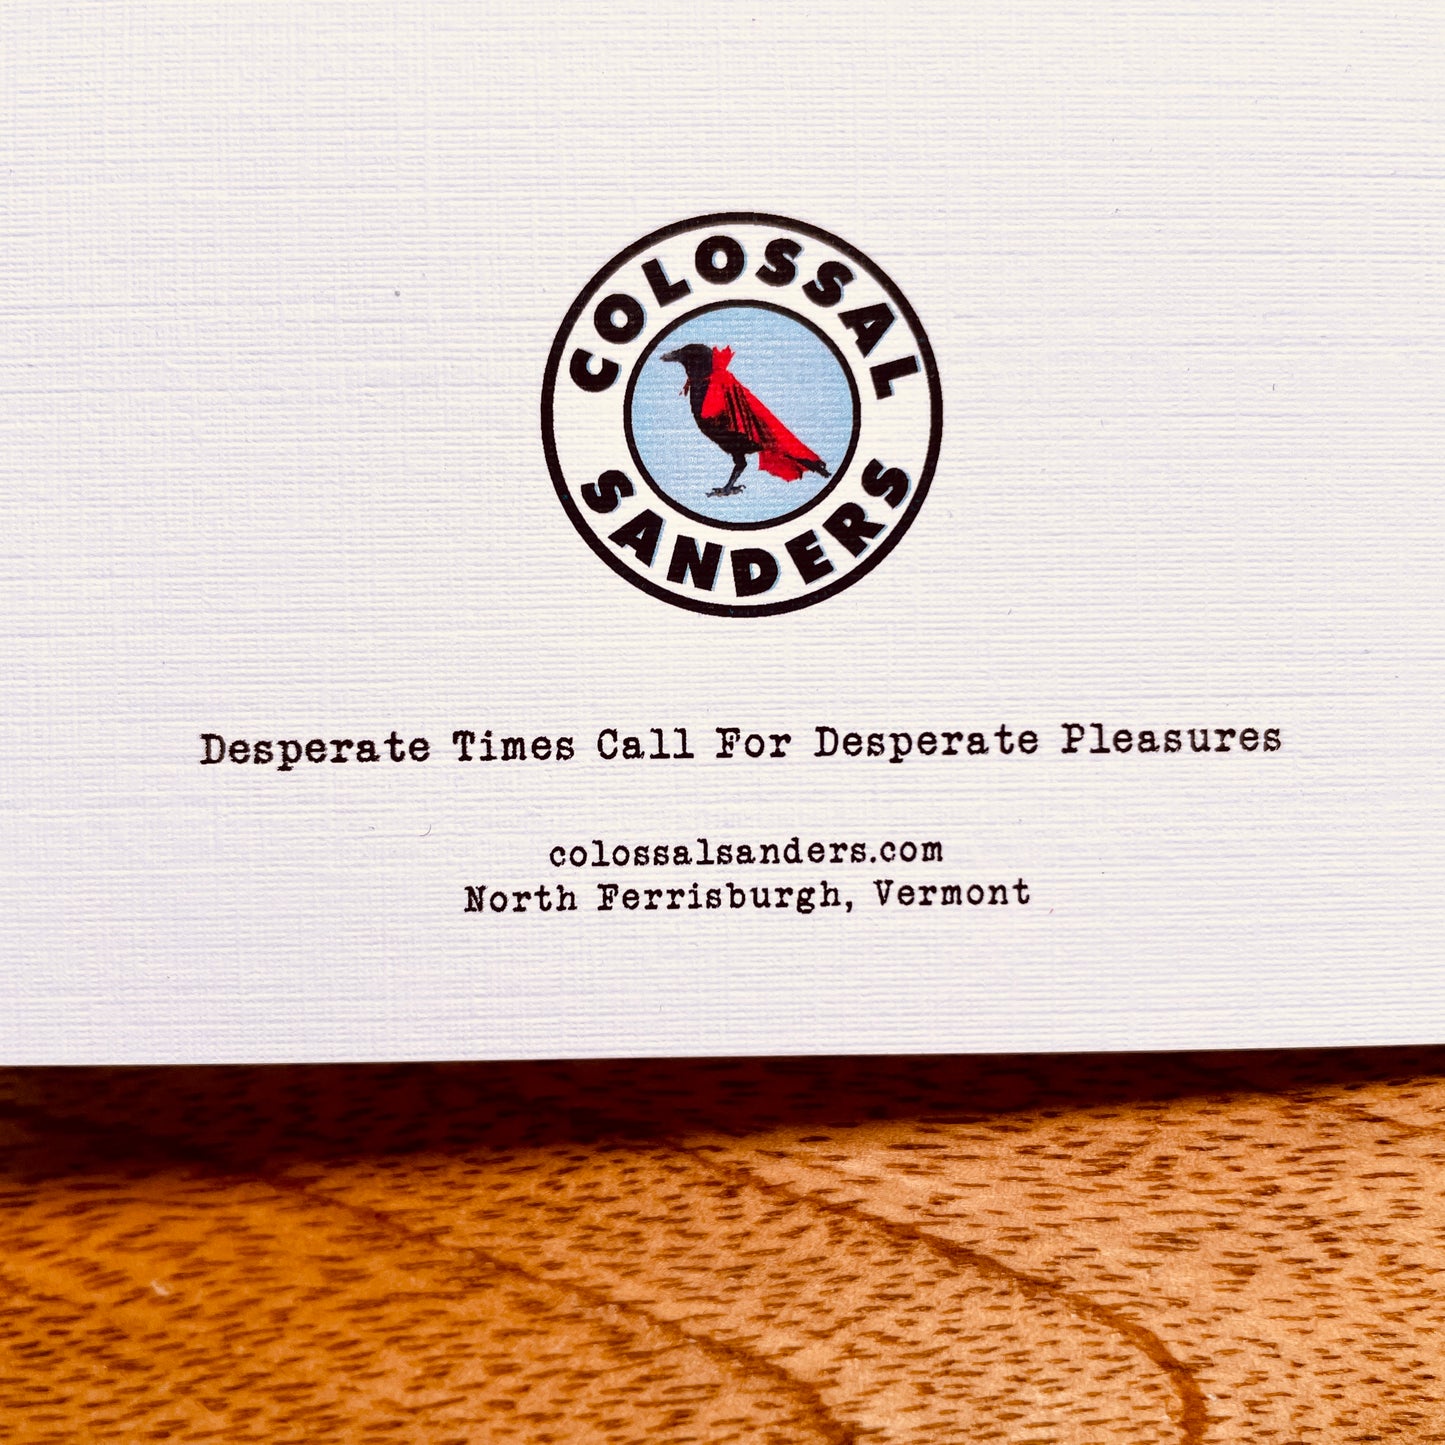 COLOSSAL
SANDERS
Desperate Times Call For Desperate Pleasures
colossalsanders.com
North Ferrisburgh, Vermont